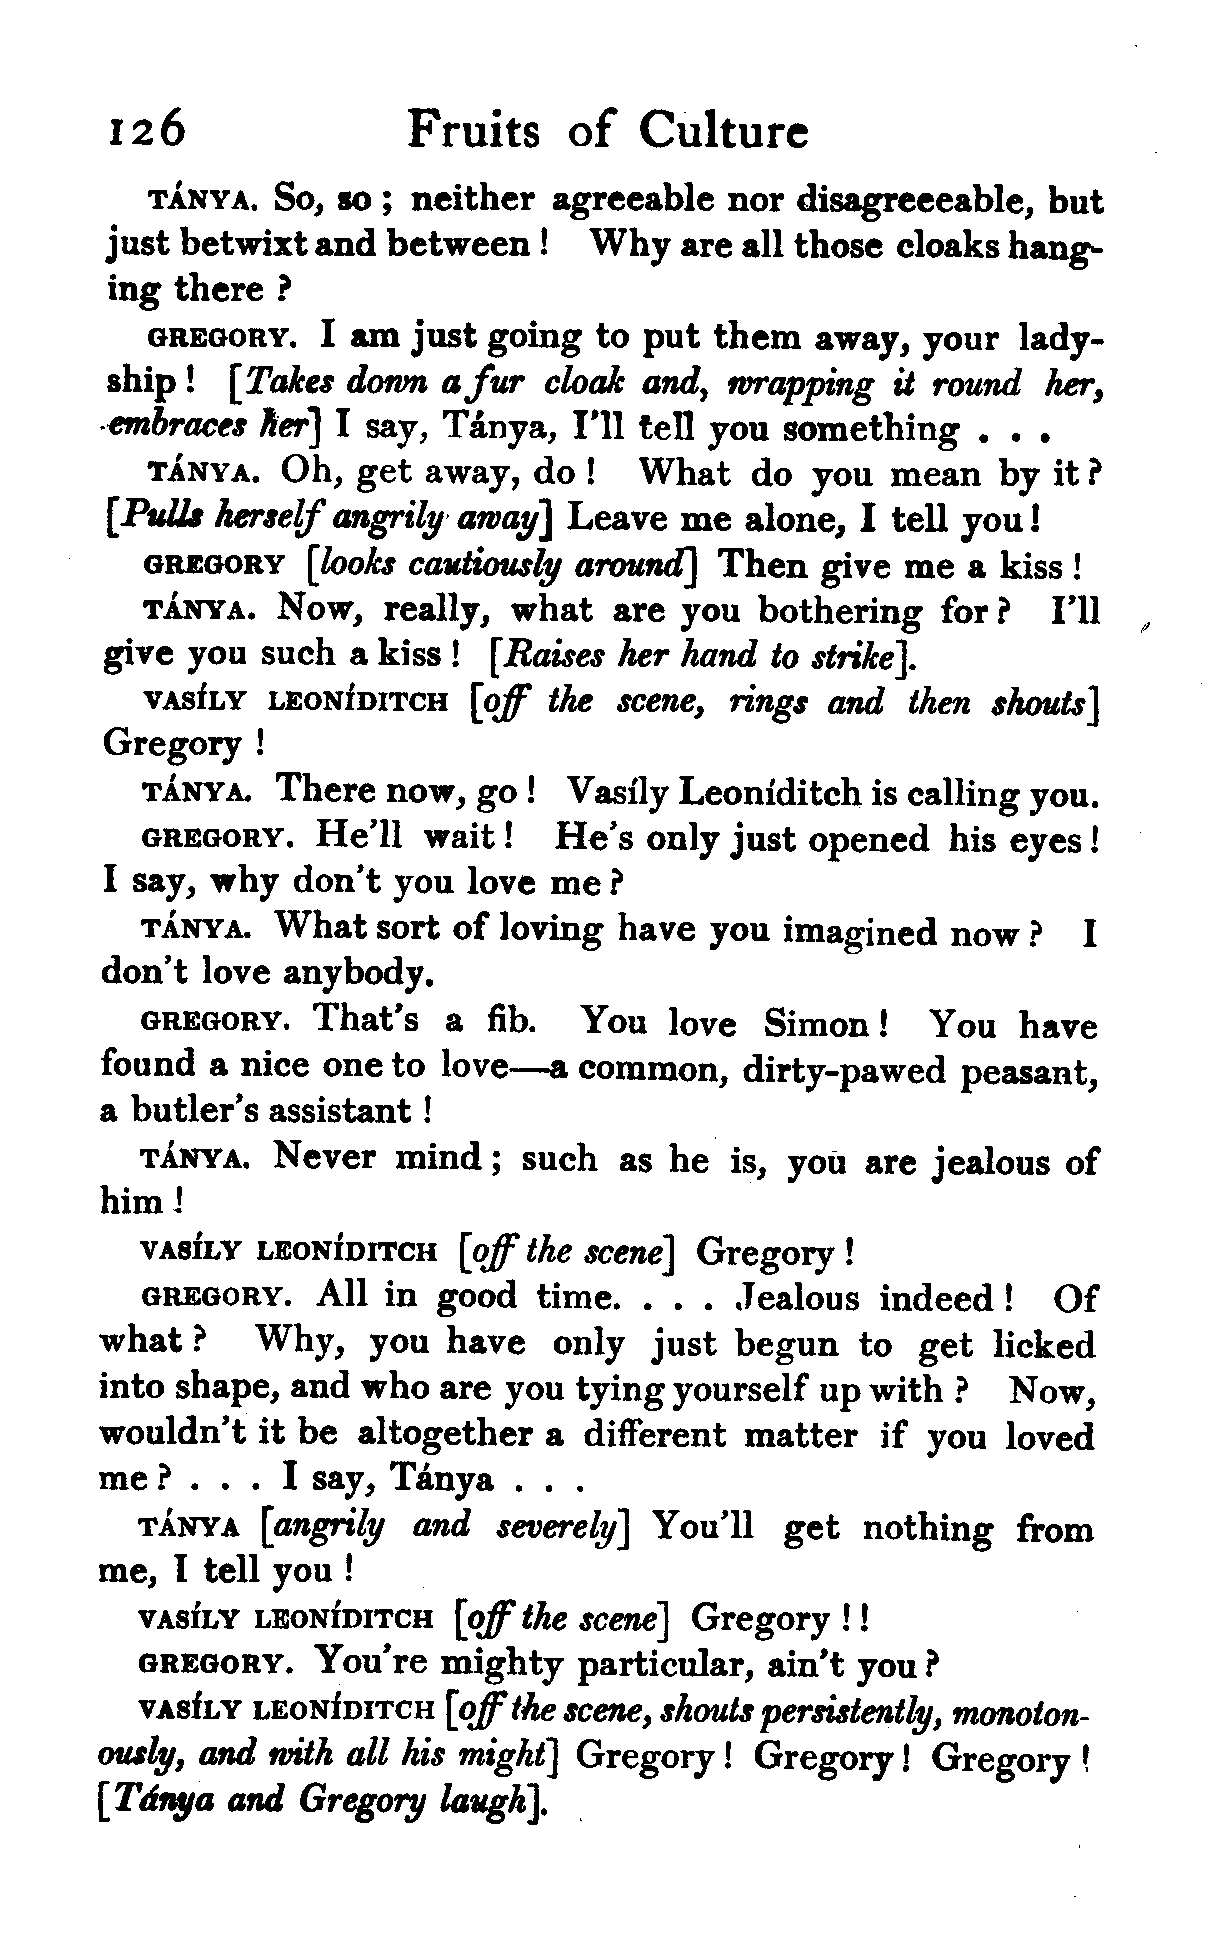 126 Fruits of Culture
TÁNYA. So, so ; neither agreeable nor disagreeeable, but
just betwixt and between ! Why are all those cloaks hang-
ing there ?
GREGORY. I am just going to put them away, your lady-
ship ! [Takes down a fur cloak and, wrapping it round her,
embraces her] I say, Tánya, I'll tell you something . . .
TÁNYA. Oh, get away, do ! What do you mean by it ?
[Pulls herself angrily away] Leave me alone, I tell you !
GREGORY [looks cautiously around] Then give me a kiss !
TÁNYA. Now, really, what are you bothering for ? I'll
give you such a kiss ! [Raises her hand to strike].
VASÍLY LEONÍDITCH [off the scene, rings and then shouts]
Gregory !
TÁNYA. There now, go ! Vasíly Leoníditch is calling you.
GREGORY. He'll wait ! He's only just opened his eyes !
I say, why don't you love me ?
TÁNYA. What sort of loving have you imagined now ? I
don't love anybody.
GREGORY. That's a fib. You love Simon ! You have
found a nice one to love—a common, dirty-pawed peasant,
a butler's assistant !
TÁNYA. Never mind ; such as he is, you are jealous of
him !
VASÍLY LEONÍDITCH [off the scene] Gregory !
GREGORY. All in good time. . . . Jealous indeed ! Of
what ? Why, you have only just begun to get licked
into shape, and who are you tying yourself up with ? Now,
wouldn't it be altogether a different matter if you loved
me ? . . . I say, Tánya . . .
TÁNYA [angrily and severely] You'll get nothing from
me, I tell you !
VASÍLY LEONÍDITCH [off the scene] Gregory ! !
GREGORY. You're mighty particular, ain't you ?
VASÍLY LEONÍDITCH [off the scene, shouts persistently, monoton-
ously, and with all his might] Gregory ! Gregory ! Gregory !
[Tánya and Gregory laugh].